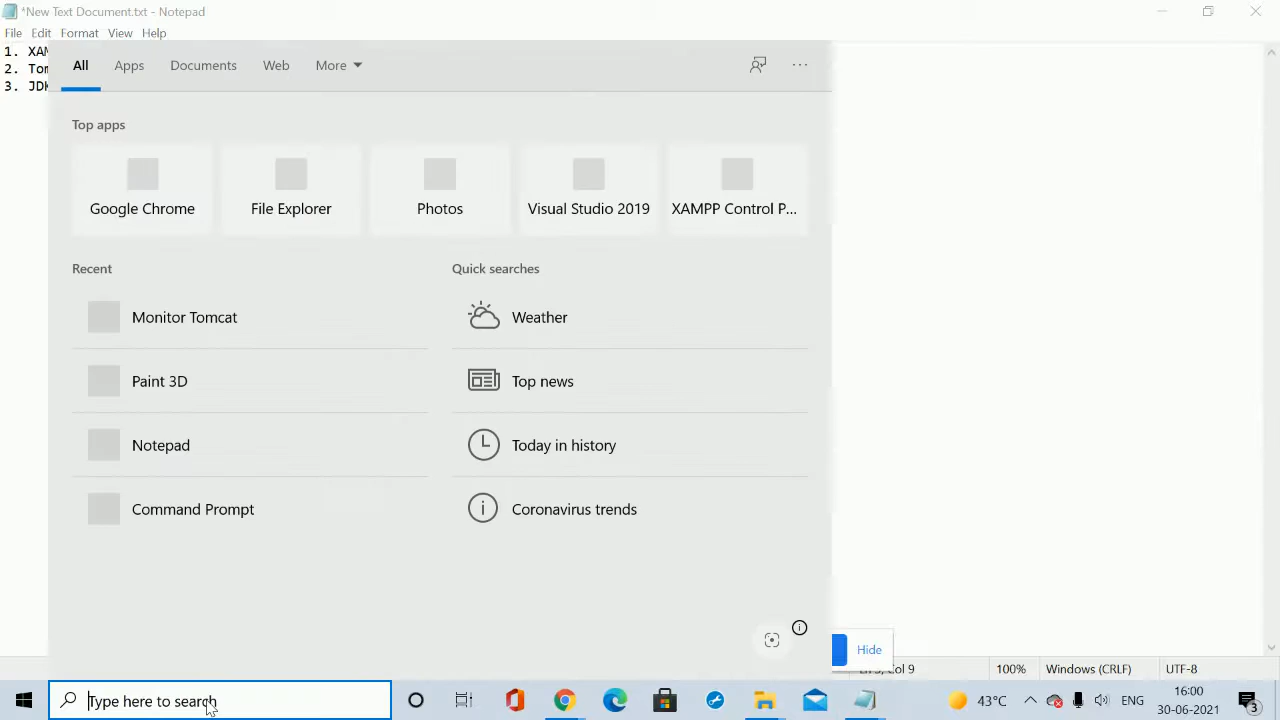 *New Text Document.txt - Notepad
File Edit Format View Help
1. XAM
2. Tom
3. JDK
All Apps Documents Web More
Top apps
Google Chrome File Explorer Photos Visual Studio 2019 XAMPP Control P...
Recent
Monitor Tomcat
Paint 3D
Notepad
Command Prompt
Quick searches
Weather
Top news
Today in history
Coronavirus trends
Hide
Col 9 100% Windows (CRLF) UTF-8
Type here to search
43°C ENG 16:00
30-06-2021
3